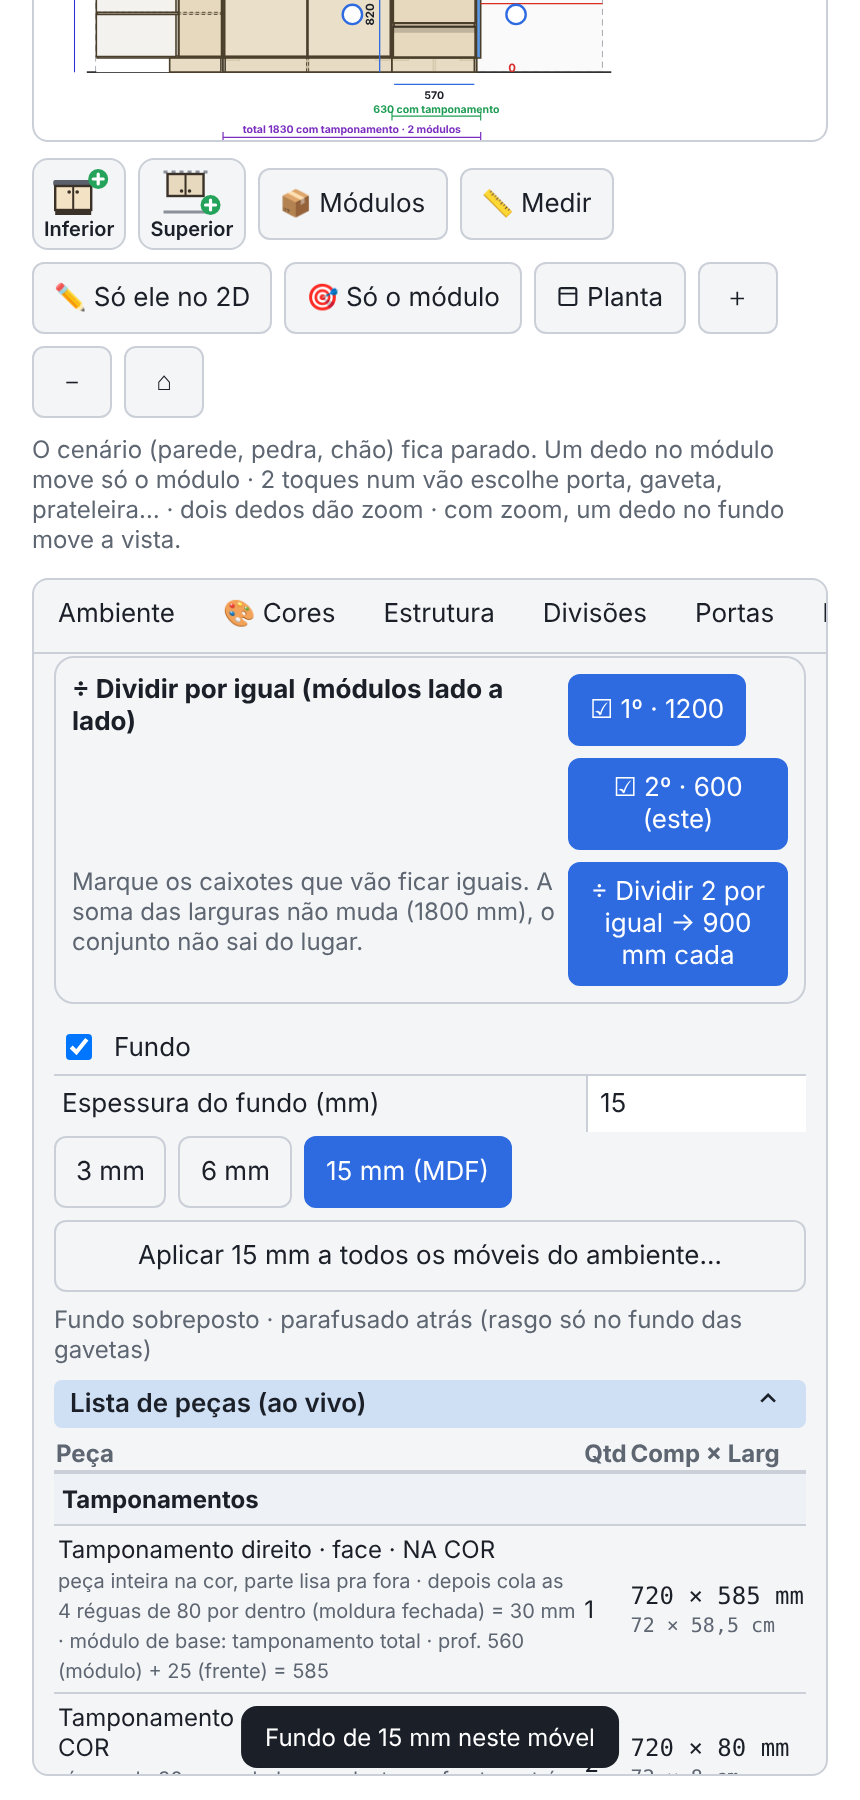 820
0
570
630 com tamponamento
total 1830 com tamponamento · 2 módulos
Inferior
Superior
📦 Módulos
📏 Medir
✏️ Só ele no 2D
🎯 Só o módulo
Planta
+
−
⌂
O cenário (parede, pedra, chão) fica parado. Um dedo no módulo
move só o módulo · 2 toques num vão escolhe porta, gaveta,
prateleira... · dois dedos dão zoom · com zoom, um dedo no fundo
move a vista.
Ambiente
🎨 Cores
Estrutura
Divisões
Portas
÷ Dividir por igual (módulos lado a
lado)
☑ 1º · 1200
☑ 2º · 600
(este)
Marque os caixotes que vão ficar iguais. A
soma das larguras não muda (1800 mm), o
conjunto não sai do lugar.
÷ Dividir 2 por
igual → 900
mm cada
Fundo
Espessura do fundo (mm)
15
3 mm
6 mm
15 mm (MDF)
Aplicar 15 mm a todos os móveis do ambiente...
Fundo sobreposto · parafusado atrás (rasgo só no fundo das
gavetas)
Lista de peças (ao vivo)
Peça Qtd Comp × Larg
Tamponamentos
Tamponamento direito · face · NA COR
peça inteira na cor, parte lisa pra fora · depois cola as
4 réguas de 80 por dentro (moldura fechada) = 30 mm
· módulo de base: tamponamento total · prof. 560
(módulo) + 25 (frente) = 585
1
720 × 585 mm
72 × 58,5 cm
Tamponamento
COR
720 × 80 mm
Fundo de 15 mm neste móvel